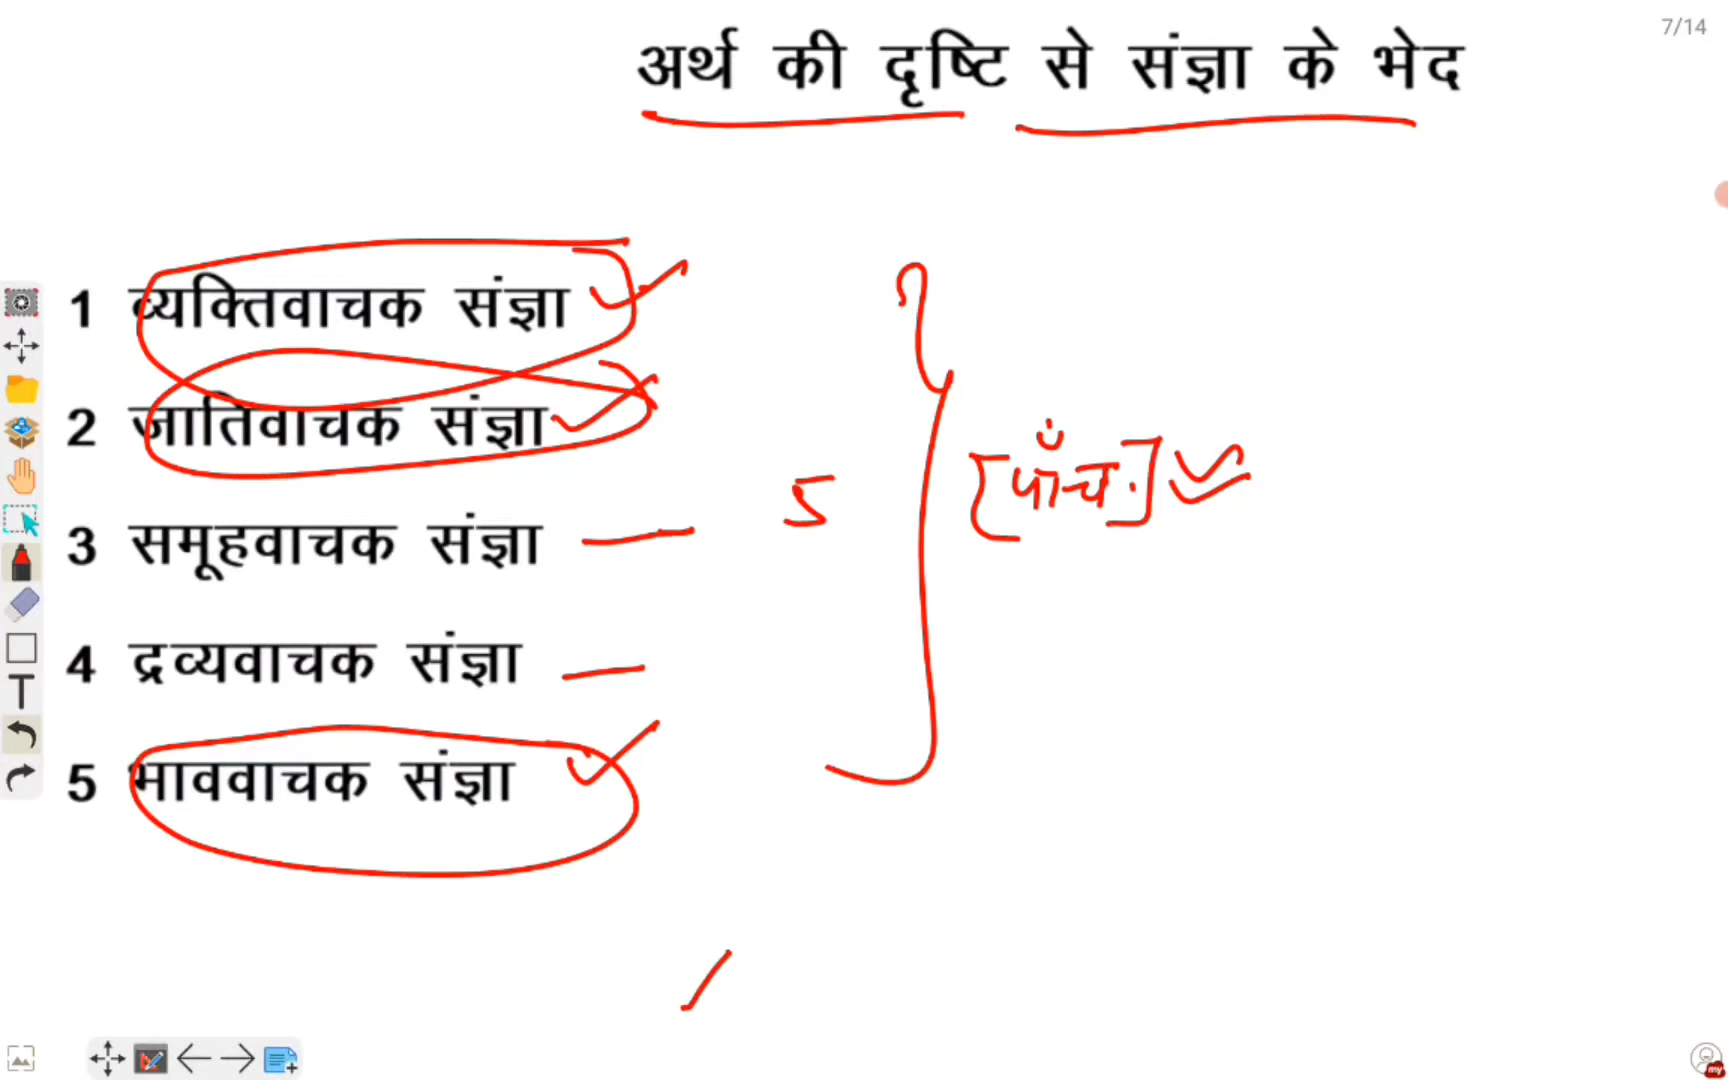 7/14
अर्थ की दृष्टि से संज्ञा के भेद
1 व्यक्तिवाचक संज्ञा
2 जातिवाचक संज्ञा
3 समूहवाचक संज्ञा
5 [पाँच.]
4 द्रव्यवाचक संज्ञा
5 भाववाचक संज्ञा
T
my